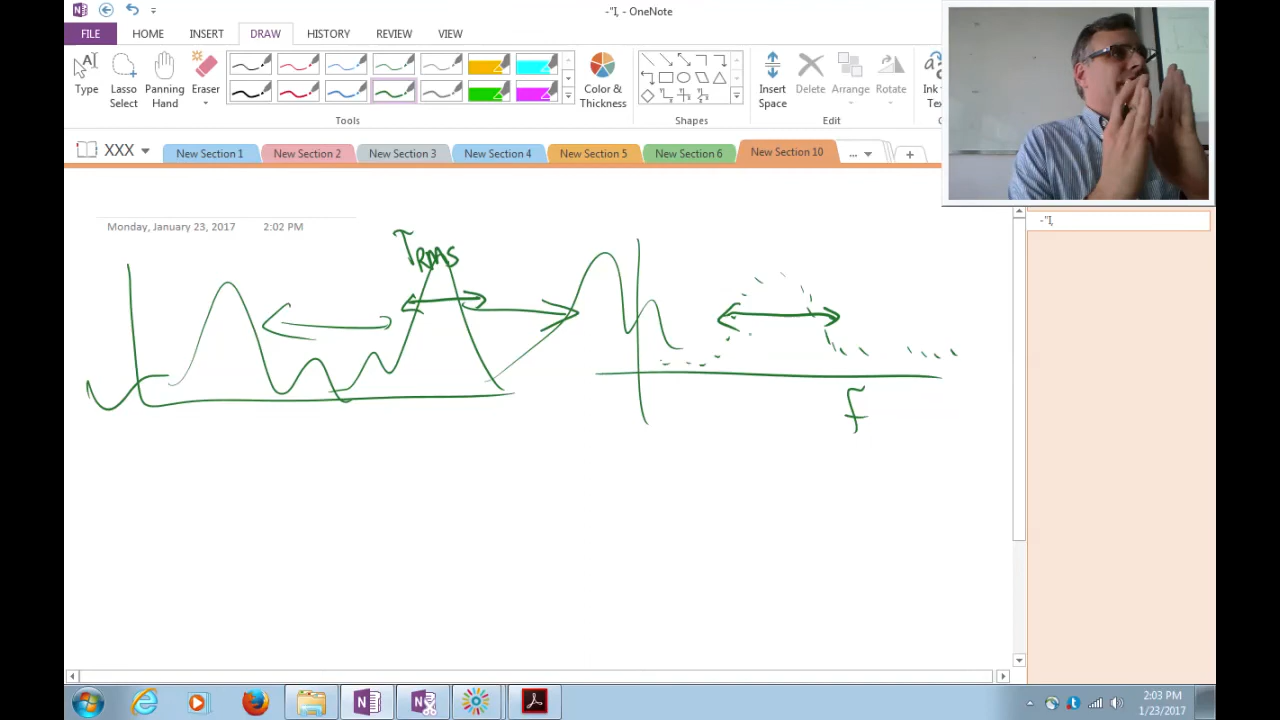 -"I, - OneNote
FILE HOME INSERT DRAW HISTORY REVIEW VIEW
Type
Lasso Select
Panning Hand
Eraser
Color & Thickness
Insert Space
Delete
Arrange
Rotate
Ink to
Tools
Shapes
Edit
XXX
New Section 1 New Section 2 New Section 3 New Section 4 New Section 5 New Section 6 New Section 10 ...
-"I,
Monday, January 23, 2017 2:02 PM
f
2:03 PM
1/23/2017